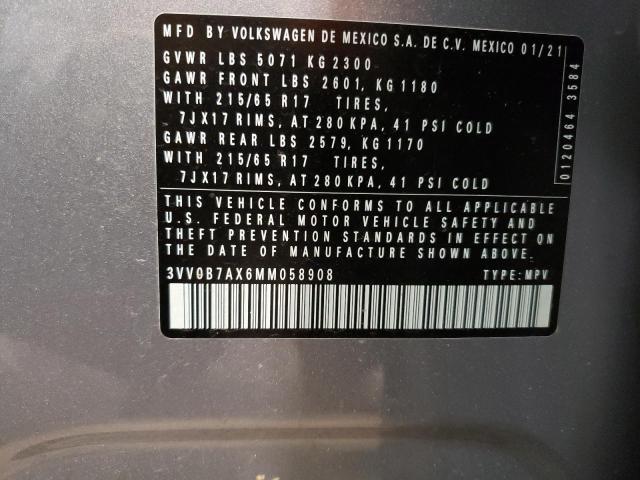 MFD BY VOLKSWAGEN DE MEXICO S.A. DE C.V. MEXICO 01/21
GVWR LBS 5071 KG 2300
GAWR FRONT LBS 2601, KG 1180
WITH 215/65 R17 TIRES,
7JX17 RIMS, AT 280 KPA, 41 PSI COLD
GAWR REAR LBS 2579, KG 1170
WITH 215/65 R17 TIRES,
7JX17 RIMS, AT 280 KPA, 41 PSI COLD
THIS VEHICLE CONFORMS TO ALL APPLICABLE
U.S. FEDERAL MOTOR VEHICLE SAFETY AND
THEFT PREVENTION STANDARDS IN EFFECT ON
THE DATE OF MANUFACTURE SHOWN ABOVE.
3VV0B7AX6MM058908 TYPE: MPV
0120464 3584